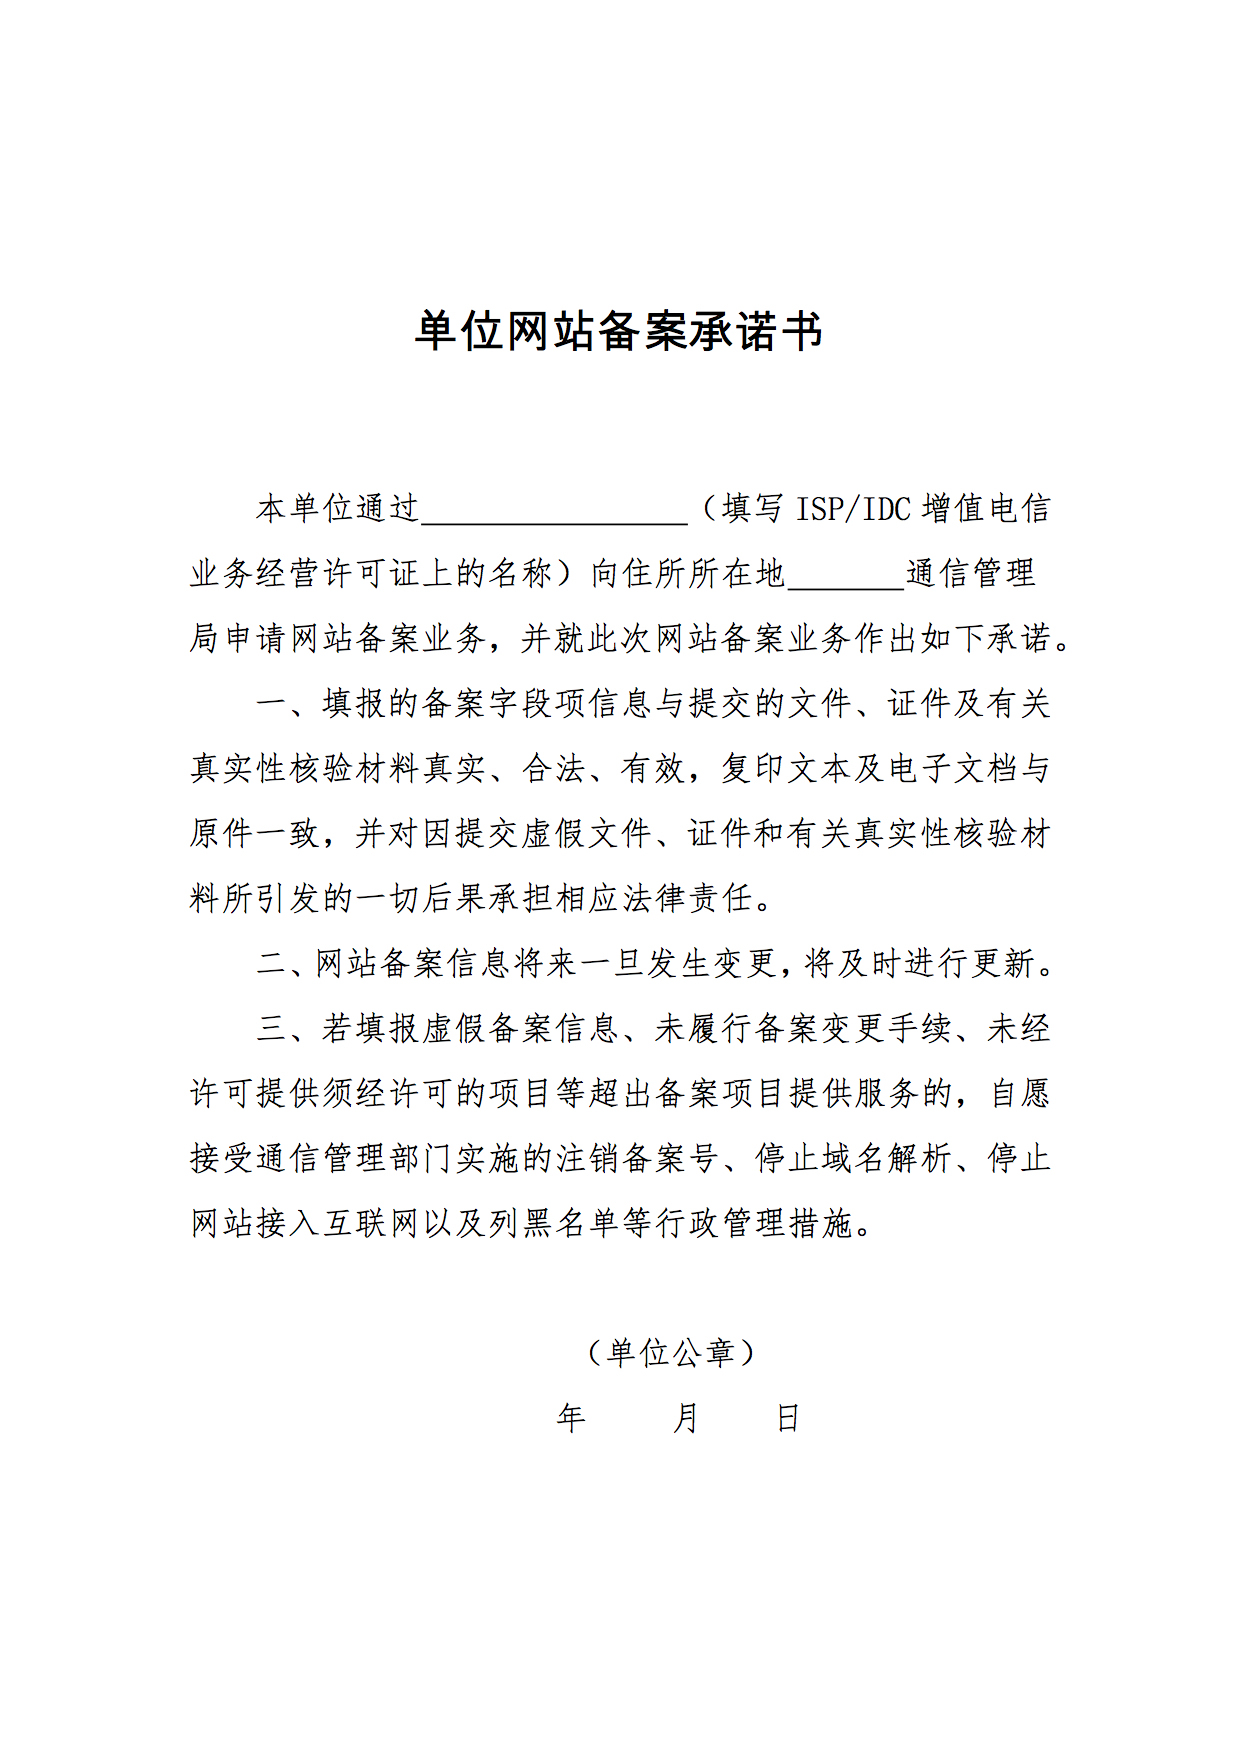 单位网站备案承诺书
本单位通过________________（填写 ISP/IDC 增值电信
业务经营许可证上的名称）向住所所在地_______通信管理
局申请网站备案业务，并就此次网站备案业务作出如下承诺。
一、填报的备案字段项信息与提交的文件、证件及有关
真实性核验材料真实、合法、有效，复印文本及电子文档与
原件一致，并对因提交虚假文件、证件和有关真实性核验材
料所引发的一切后果承担相应法律责任。
二、网站备案信息将来一旦发生变更，将及时进行更新。
三、若填报虚假备案信息、未履行备案变更手续、未经
许可提供须经许可的项目等超出备案项目提供服务的，自愿
接受通信管理部门实施的注销备案号、停止域名解析、停止
网站接入互联网以及列黑名单等行政管理措施。
（单位公章）
年 月 日